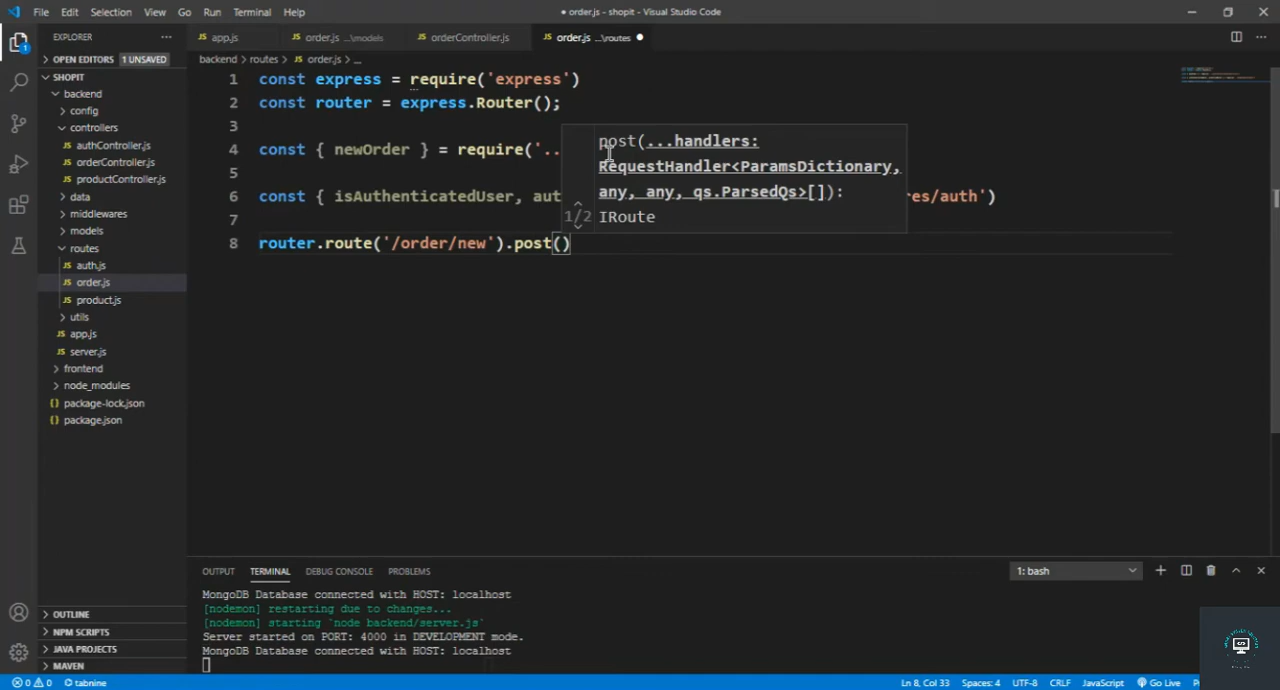 File Edit Selection View Go Run Terminal Help
● order.js - shopit - Visual Studio Code
EXPLORER
app.js
order.js ...\models
orderController.js
order.js ...\routes
OPEN EDITORS 1 UNSAVED
backend > routes > order.js > ...
SHOPIT
backend
config
controllers
authController.js
orderController.js
productController.js
data
middlewares
models
routes
auth.js
order.js
product.js
utils
app.js
server.js
frontend
node_modules
package-lock.json
package.json
OUTLINE
NPM SCRIPTS
JAVA PROJECTS
MAVEN
1 const express = require('express')
2 const router = express.Router();
3
4 const { newOrder } = require('..
5
6 const { isAuthenticatedUser, aut res/auth')
7
8 router.route('/order/new').post()
post(...handlers:
RequestHandler<ParamsDictionary,
any, any, qs.ParsedQs>[]):
1/2 IRoute
OUTPUT TERMINAL DEBUG CONSOLE PROBLEMS
1: bash
MongoDB Database connected with HOST: localhost
[nodemon] restarting due to changes...
[nodemon] starting `node backend/server.js`
Server started on PORT: 4000 in DEVELOPMENT mode.
MongoDB Database connected with HOST: localhost
0 0 tabnine
Ln 8, Col 33 Spaces: 4 UTF-8 CRLF JavaScript Go Live